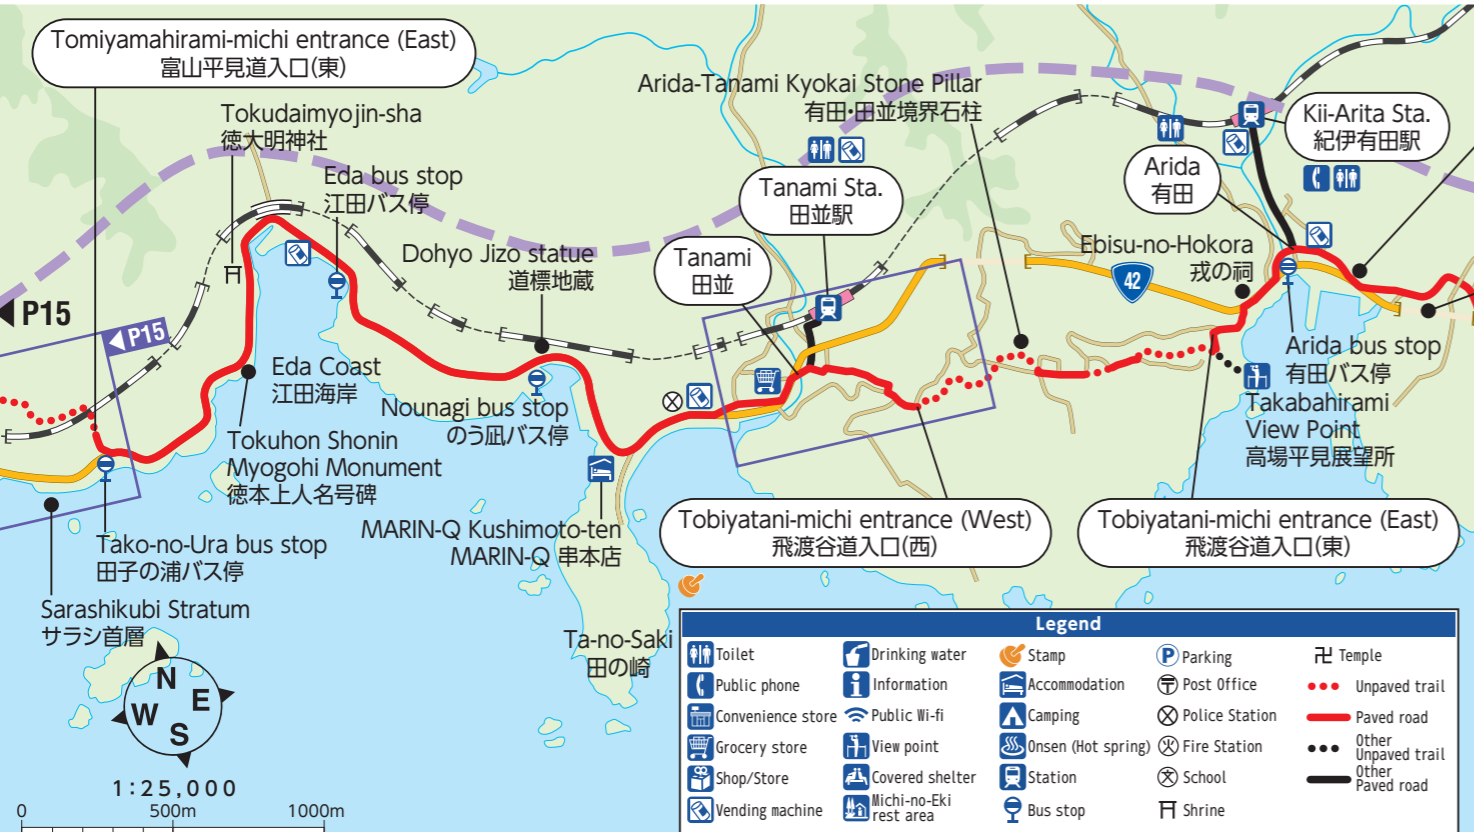 Tomiyamahirami-michi entrance (East)
富山平見道入口(東)
Tokudaimyojin-sha
徳大明神社
Eda bus stop
江田バス停
Dohyo Jizo statue
道標地蔵
Arida-Tanami Kyokai Stone Pillar
有田・田並境界石柱
Tanami Sta.
田並駅
Tanami
田並
Kii-Arita Sta.
紀伊有田駅
Arida
有田
Ebisu-no-Hokora
戎の祠
42
P15
P15
Eda Coast
江田海岸
Nounagi bus stop
のう凪バス停
Arida bus stop
有田バス停
Takabahirami
View Point
高場平見展望所
Tokuhon Shonin
Myogohi Monument
徳本上人名号碑
MARIN-Q Kushimoto-ten
MARIN-Q 串本店
Tobiyatani-michi entrance (West)
飛渡谷道入口(西)
Tobiyatani-michi entrance (East)
飛渡谷道入口(東)
Tako-no-Ura bus stop
田子の浦バス停
Sarashikubi Stratum
サラシ首層
Ta-no-Saki
田の崎
N
E
W
S
1:25,000
0 500m 1000m
Legend
Toilet
Public phone
Convenience store
Grocery store
Shop/Store
Vending machine
Drinking water
Information
Public Wi-fi
View point
Covered shelter
Michi-no-Eki
rest area
Stamp
Accommodation
Camping
Onsen (Hot spring)
Station
Bus stop
P Parking
Post Office
Police Station
Fire Station
文 School
Shrine
卍 Temple
Unpaved trail
Paved road
Other
Unpaved trail
Other
Paved road